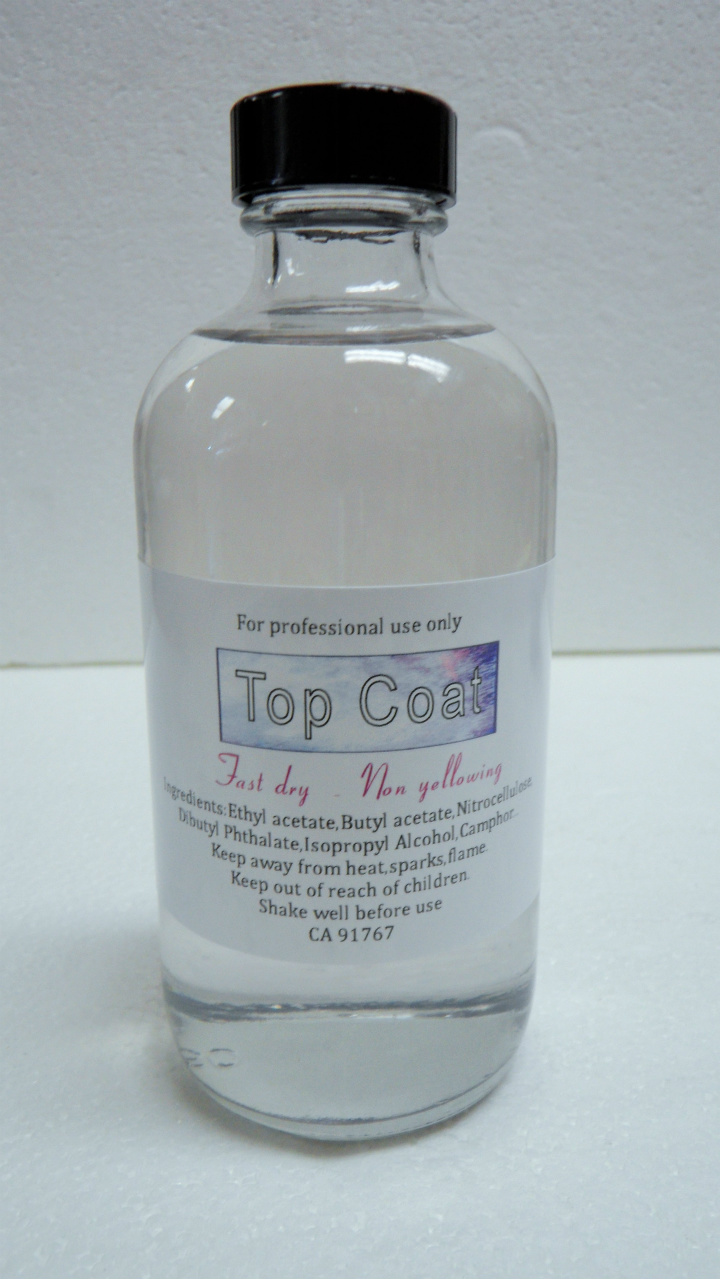 For professional use only
Top Coat
Fast dry - Non yellowing
Ingredients:Ethyl acetate,Butyl acetate,Nitrocellulose.
Dibutyl Phthalate,Isopropyl Alcohol,Camphor.
Keep away from heat,sparks,flame.
Keep out of reach of children.
Shake well before use
CA 91767